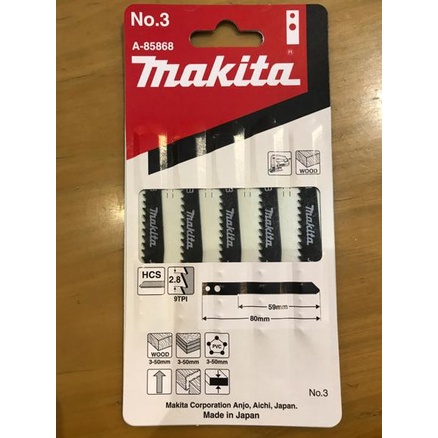 No.3
A-85868
makita
WOOD
makita
makita
makita
makita
makita
HCS
2.8
9TPI
59mm
80mm
WOOD
3-50mm
3-50mm
PVC
3-50mm
No.3
Makita Corporation Anjo, Aichi, Japan.
Made in Japan